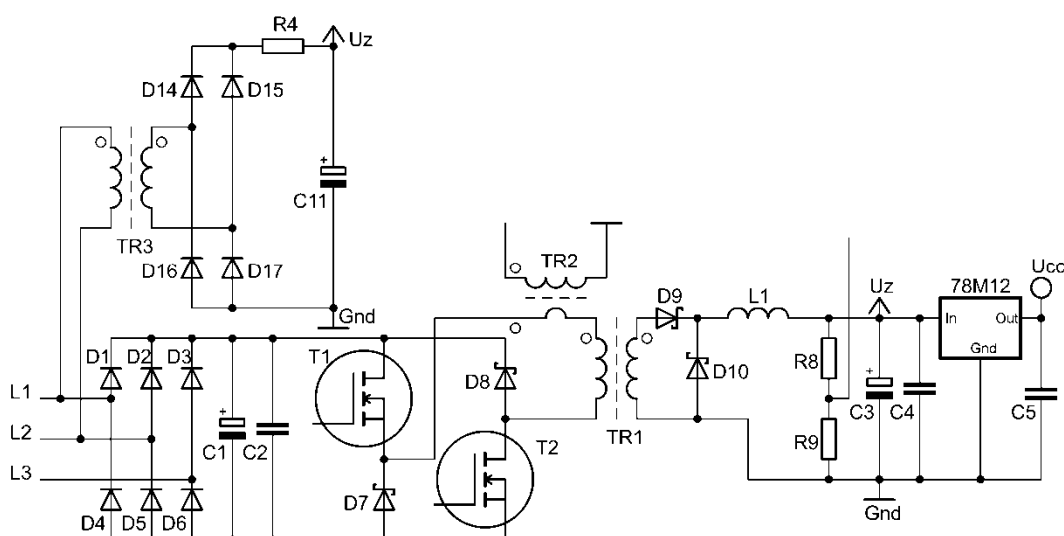 R4
Uz
D14
D15
+
C11
TR3
D16
D17
Gnd
TR2
D9
L1
Uz
78M12
Ucc
In
Out
Gnd
D1
D2
D3
T1
D8
D10
R8
TR1
L1
L2
L3
+
C1
C2
T2
+
C3
C4
C5
R9
D7
D4
D5
D6
Gnd